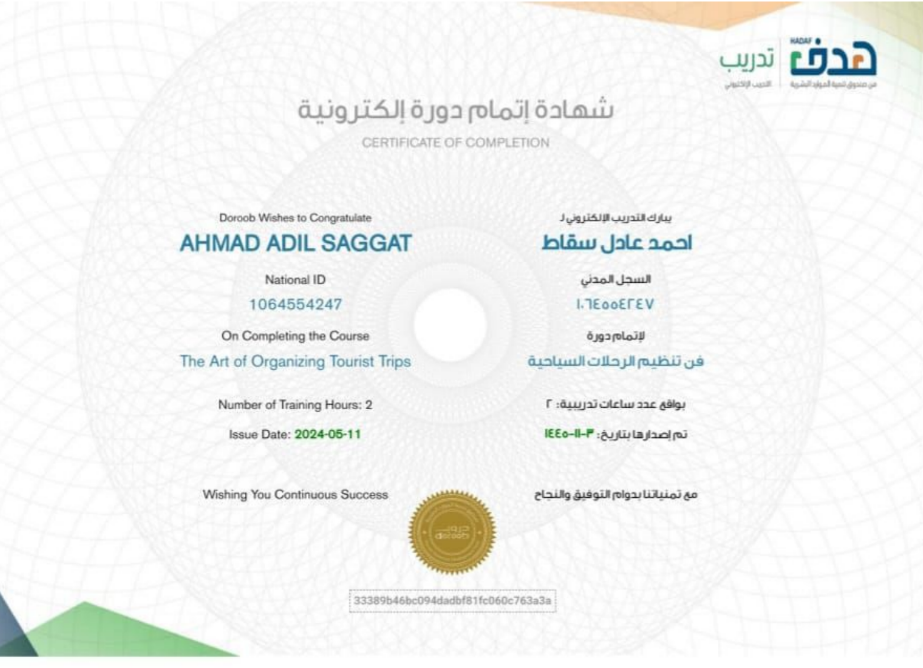 HADAF
هدف
تدريب
من صندوق تنمية الموارد البشرية
التدريب الإلكتروني
شهادة إتمام دورة إلكترونية
CERTIFICATE OF COMPLETION
Doroob Wishes to Congratulate
AHMAD ADIL SAGGAT
National ID
1064554247
On Completing the Course
The Art of Organizing Tourist Trips
Number of Training Hours: 2
Issue Date: 2024-05-11
Wishing You Continuous Success
يبارك التدريب الإلكتروني لـ
احمد عادل سقاط
السجل المدني
١٠٦٤٥٥٤٢٤٧
لإتمام دورة
فن تنظيم الرحلات السياحية
بواقع عدد ساعات تدريبية: ٢
تم إصدارها بتاريخ: ٣-١١-١٤٤٥
مع تمنياتنا بدوام التوفيق والنجاح
دروب
doroob
33389b46bc094dadbf81fc060c763a3a